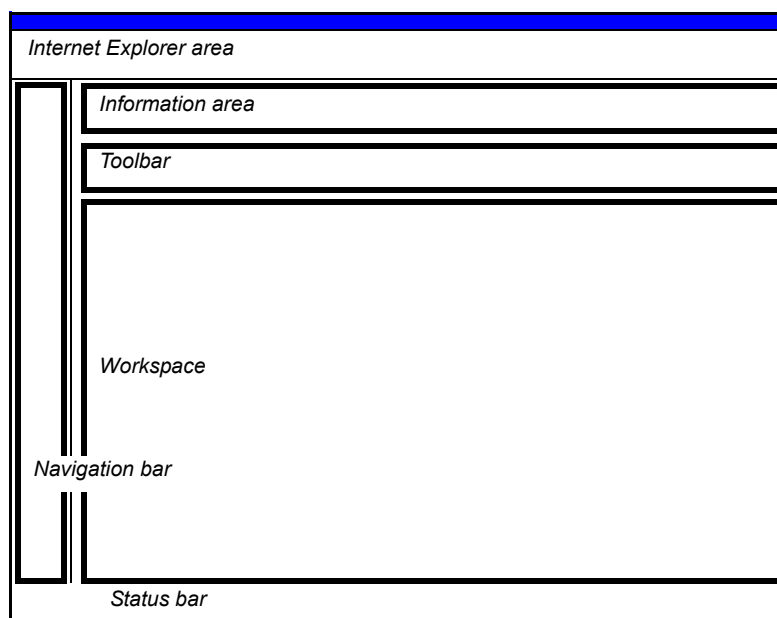 Internet Explorer area
Information area
Toolbar
Workspace
Navigation bar
Status bar